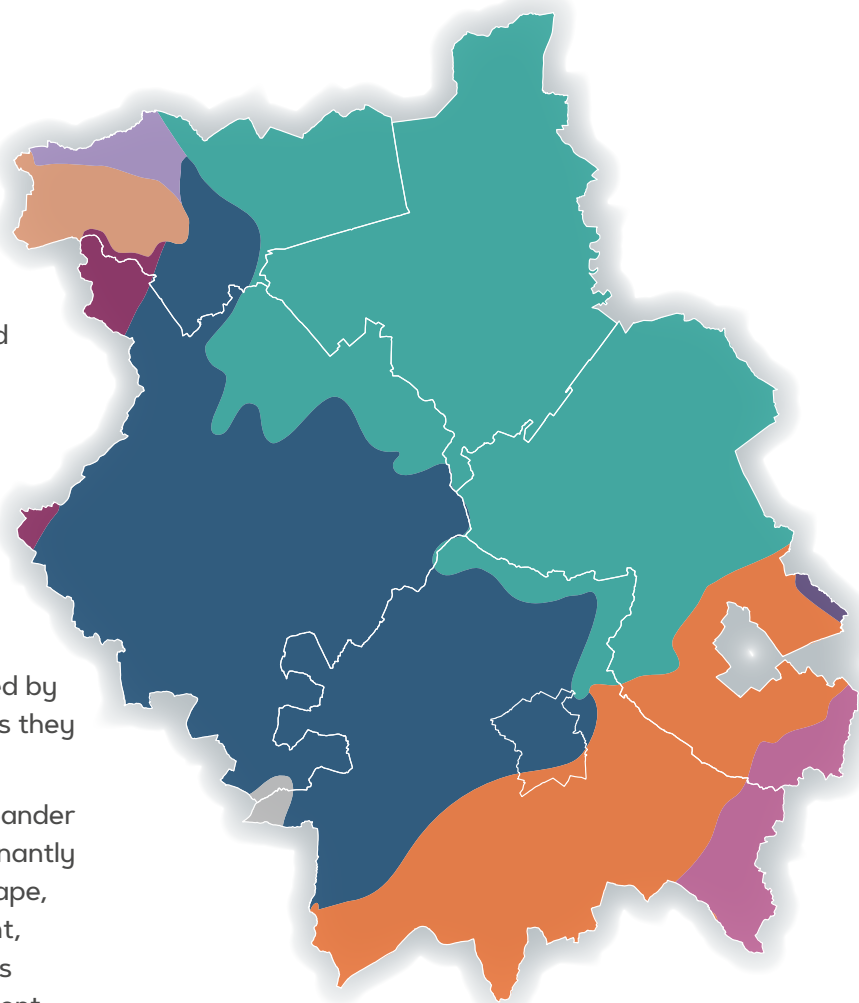 d
ed by
s they
ander
nantly
ape,
nt,
s